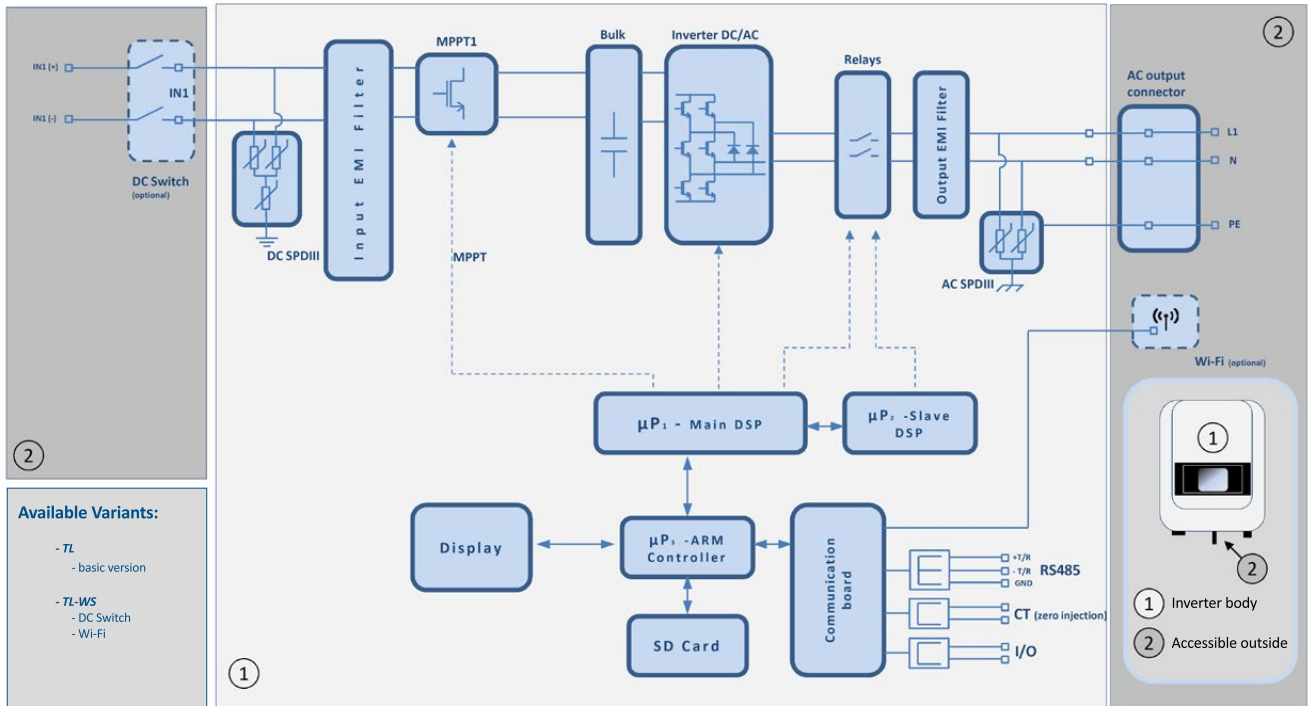 2
IN1 (+)
IN1 (-)
IN1
DC Switch
(optional)
2
DC SPDIII
Input EMI Filter
MPPT1
MPPT
Bulk
Inverter DC/AC
Relays
Output EMI Filter
AC SPDIII
2
AC output
connector
L1
N
PE
Wi-Fi (optional)
µP1 - Main DSP
µP2 -Slave
DSP
Display
µP3 -ARM
Controller
SD Card
Communication
board
+T/R
- T/R
GND
RS485
CT (zero injection)
I/O
1
Available Variants:
- TL
- basic version
- TL-WS
- DC Switch
- Wi-Fi
1
2
1 Inverter body
2 Accessible outside